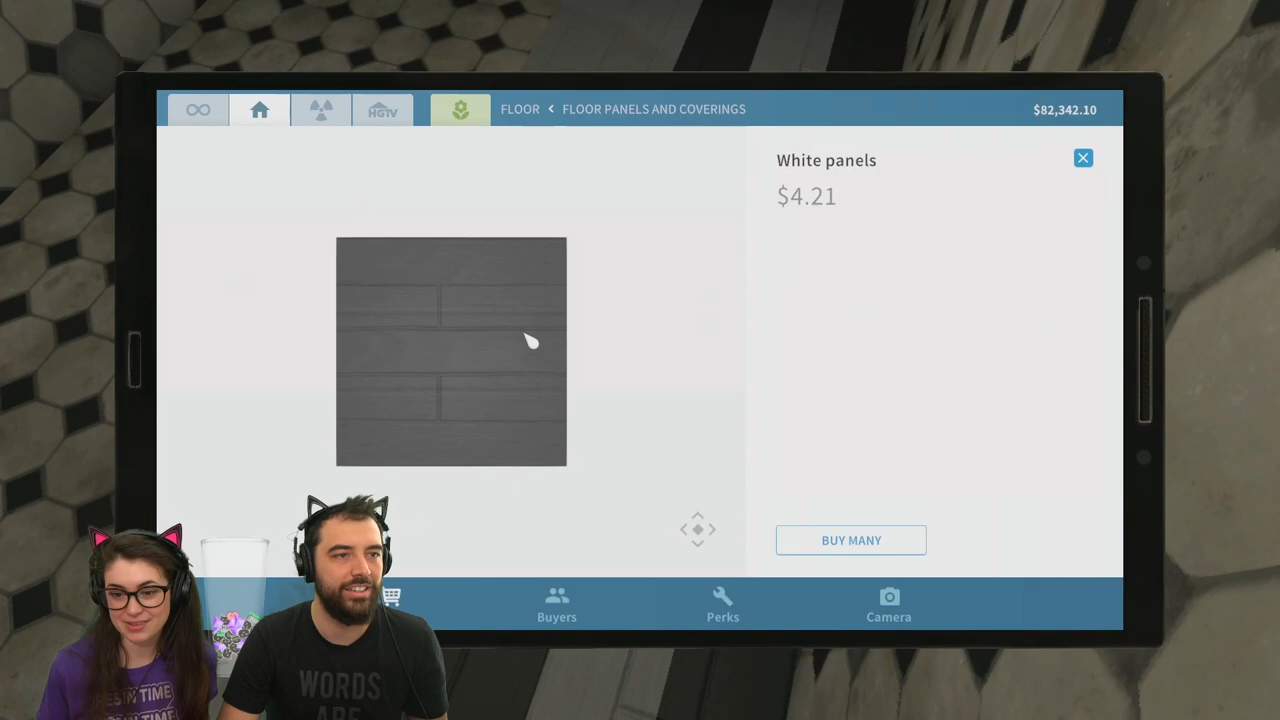 HGTV
FLOOR < FLOOR PANELS AND COVERINGS
$82,342.10
White panels
$4.21
BUY MANY
Buyers
Perks
Camera
WORDS
ARE